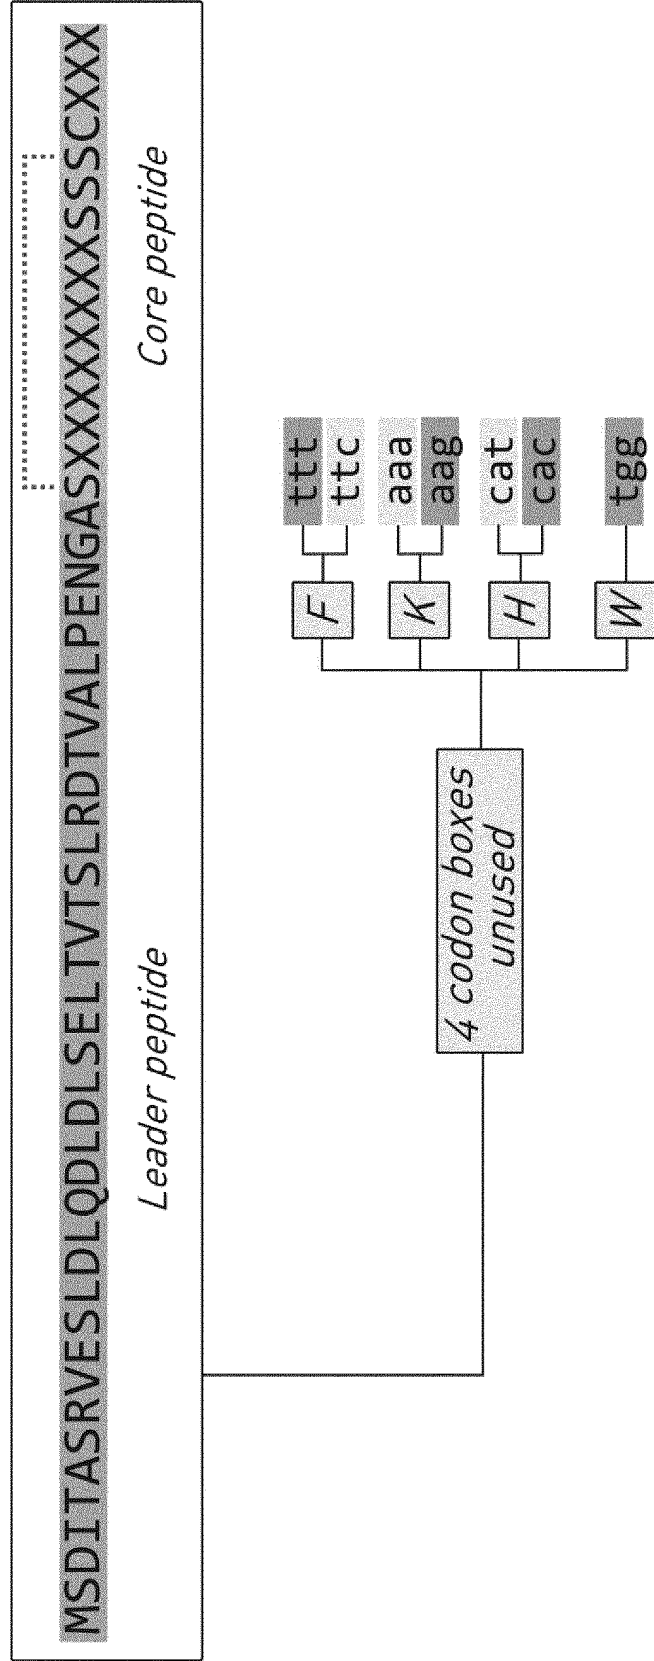 MSDITASRVESLDLQDLDLSELTVTSLRDTVALPENGASXXXXXXXXXSSSCXXX
Leader peptide
Core peptide
4 codon boxes
unused
F
ttt
ttc
K
aaa
aag
H
cat
cac
W
tgg